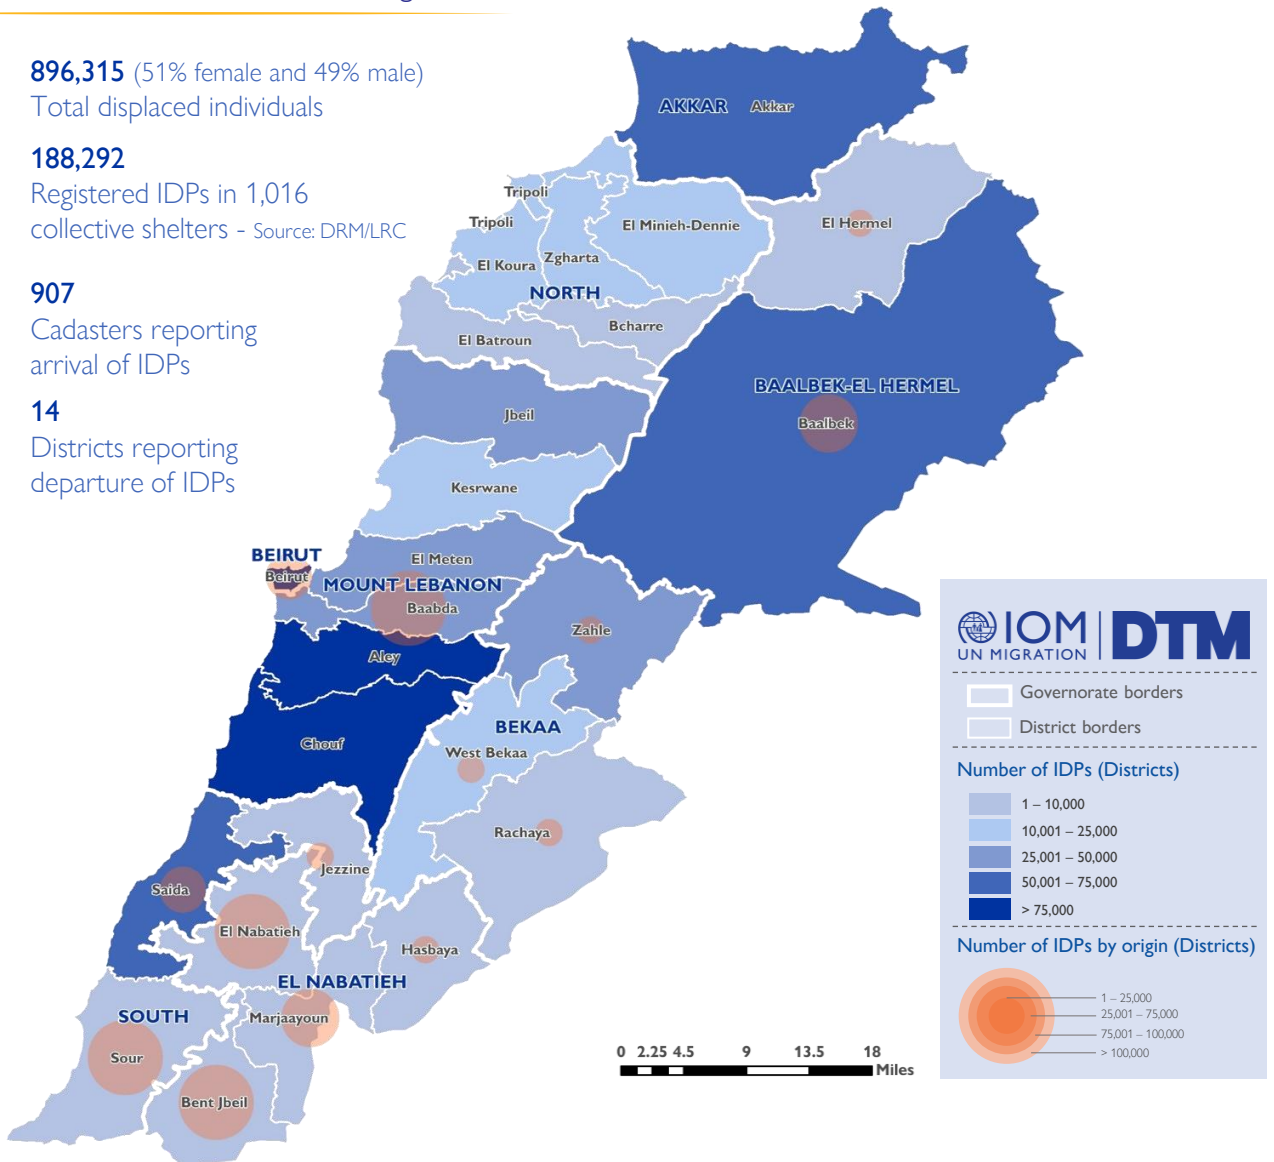 896,315 (51% female and 49% male)
Total displaced individuals
188,292
Registered IDPs in 1,016
collective shelters - Source: DRM/LRC
907
Cadasters reporting
arrival of IDPs
14
Districts reporting
departure of IDPs
AKKAR Akkar
Tripoli
Tripoli
El Minieh-Dennie
El Hermel
Zgharta
El Koura
NORTH
Bcharre
El Batroun
BAALBEK-EL HERMEL
Jbeil
Baalbek
Kesrwane
BEIRUT
El Meten
Beirut
MOUNT LEBANON
Baabda
Zahle
Aley
BEKAA
Chouf
West Bekaa
Rachaya
Jezzine
Saida
El Nabatieh
Hasbaya
EL NABATIEH
SOUTH
Marjaayoun
Sour
Bent Jbeil
0 2.25 4.5 9 13.5 18
Miles
IOM
UN MIGRATION
DTM
Governorate borders
District borders
Number of IDPs (Districts)
1 – 10,000
10,001 – 25,000
25,001 – 50,000
50,001 – 75,000
> 75,000
Number of IDPs by origin (Districts)
1 – 25,000
25,001 – 75,000
75,001 – 100,000
> 100,000